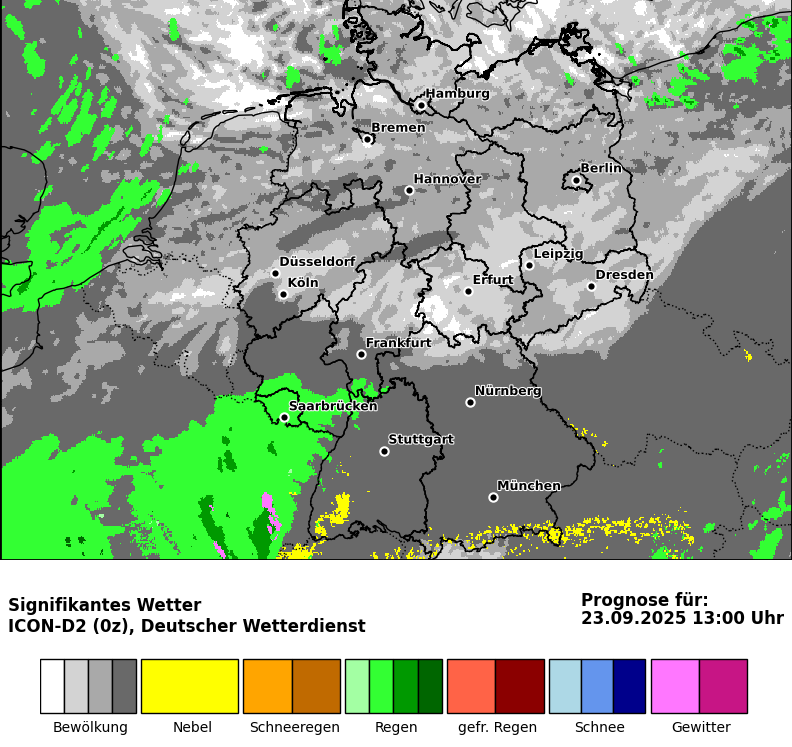 Hamburg
Bremen
Berlin
Hannover
Leipzig
Düsseldorf
Dresden
Köln
Erfurt
Frankfurt
Nürnberg
Saarbrücken
Stuttgart
München
Signifikantes Wetter
ICON-D2 (0z), Deutscher Wetterdienst
Prognose für:
23.09.2025 13:00 Uhr
Bewölkung
Nebel
Schneeregen
Regen
gefr. Regen
Schnee
Gewitter